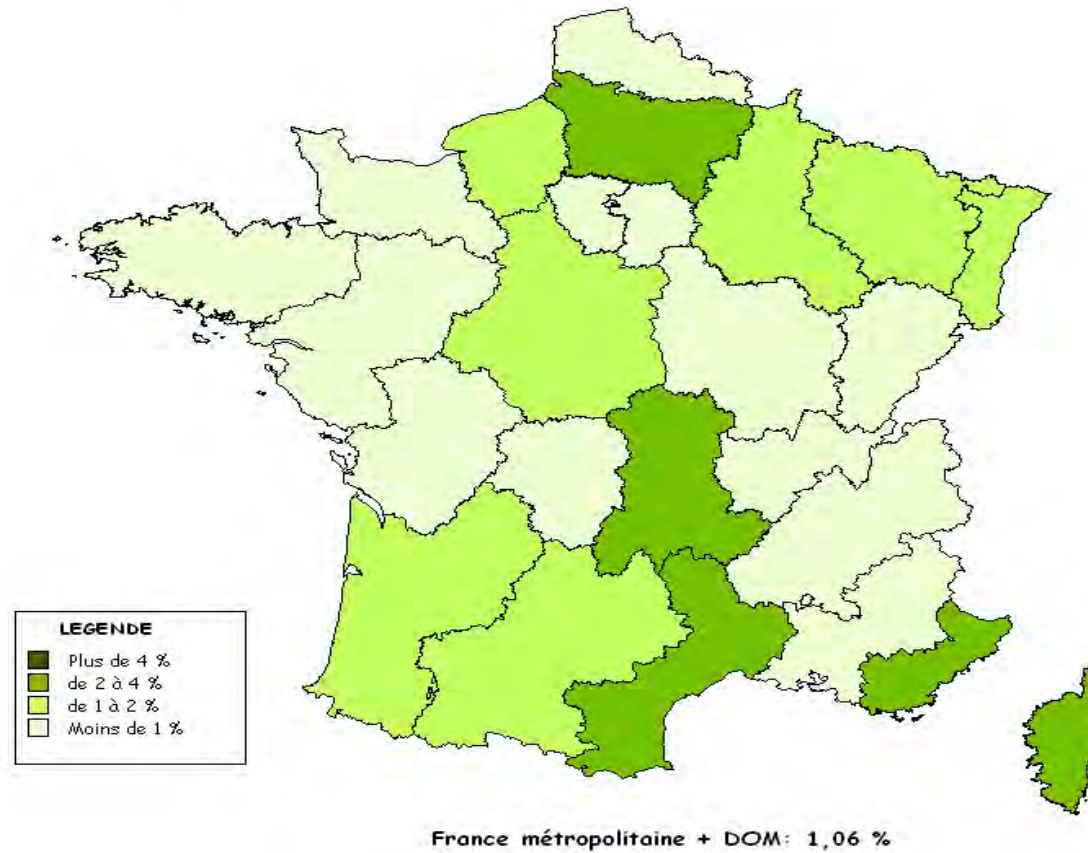 LEGENDE
Plus de 4 %
de 2 à 4 %
de 1 à 2 %
Moins de 1 %
France métropolitaine + DOM: 1,06 %